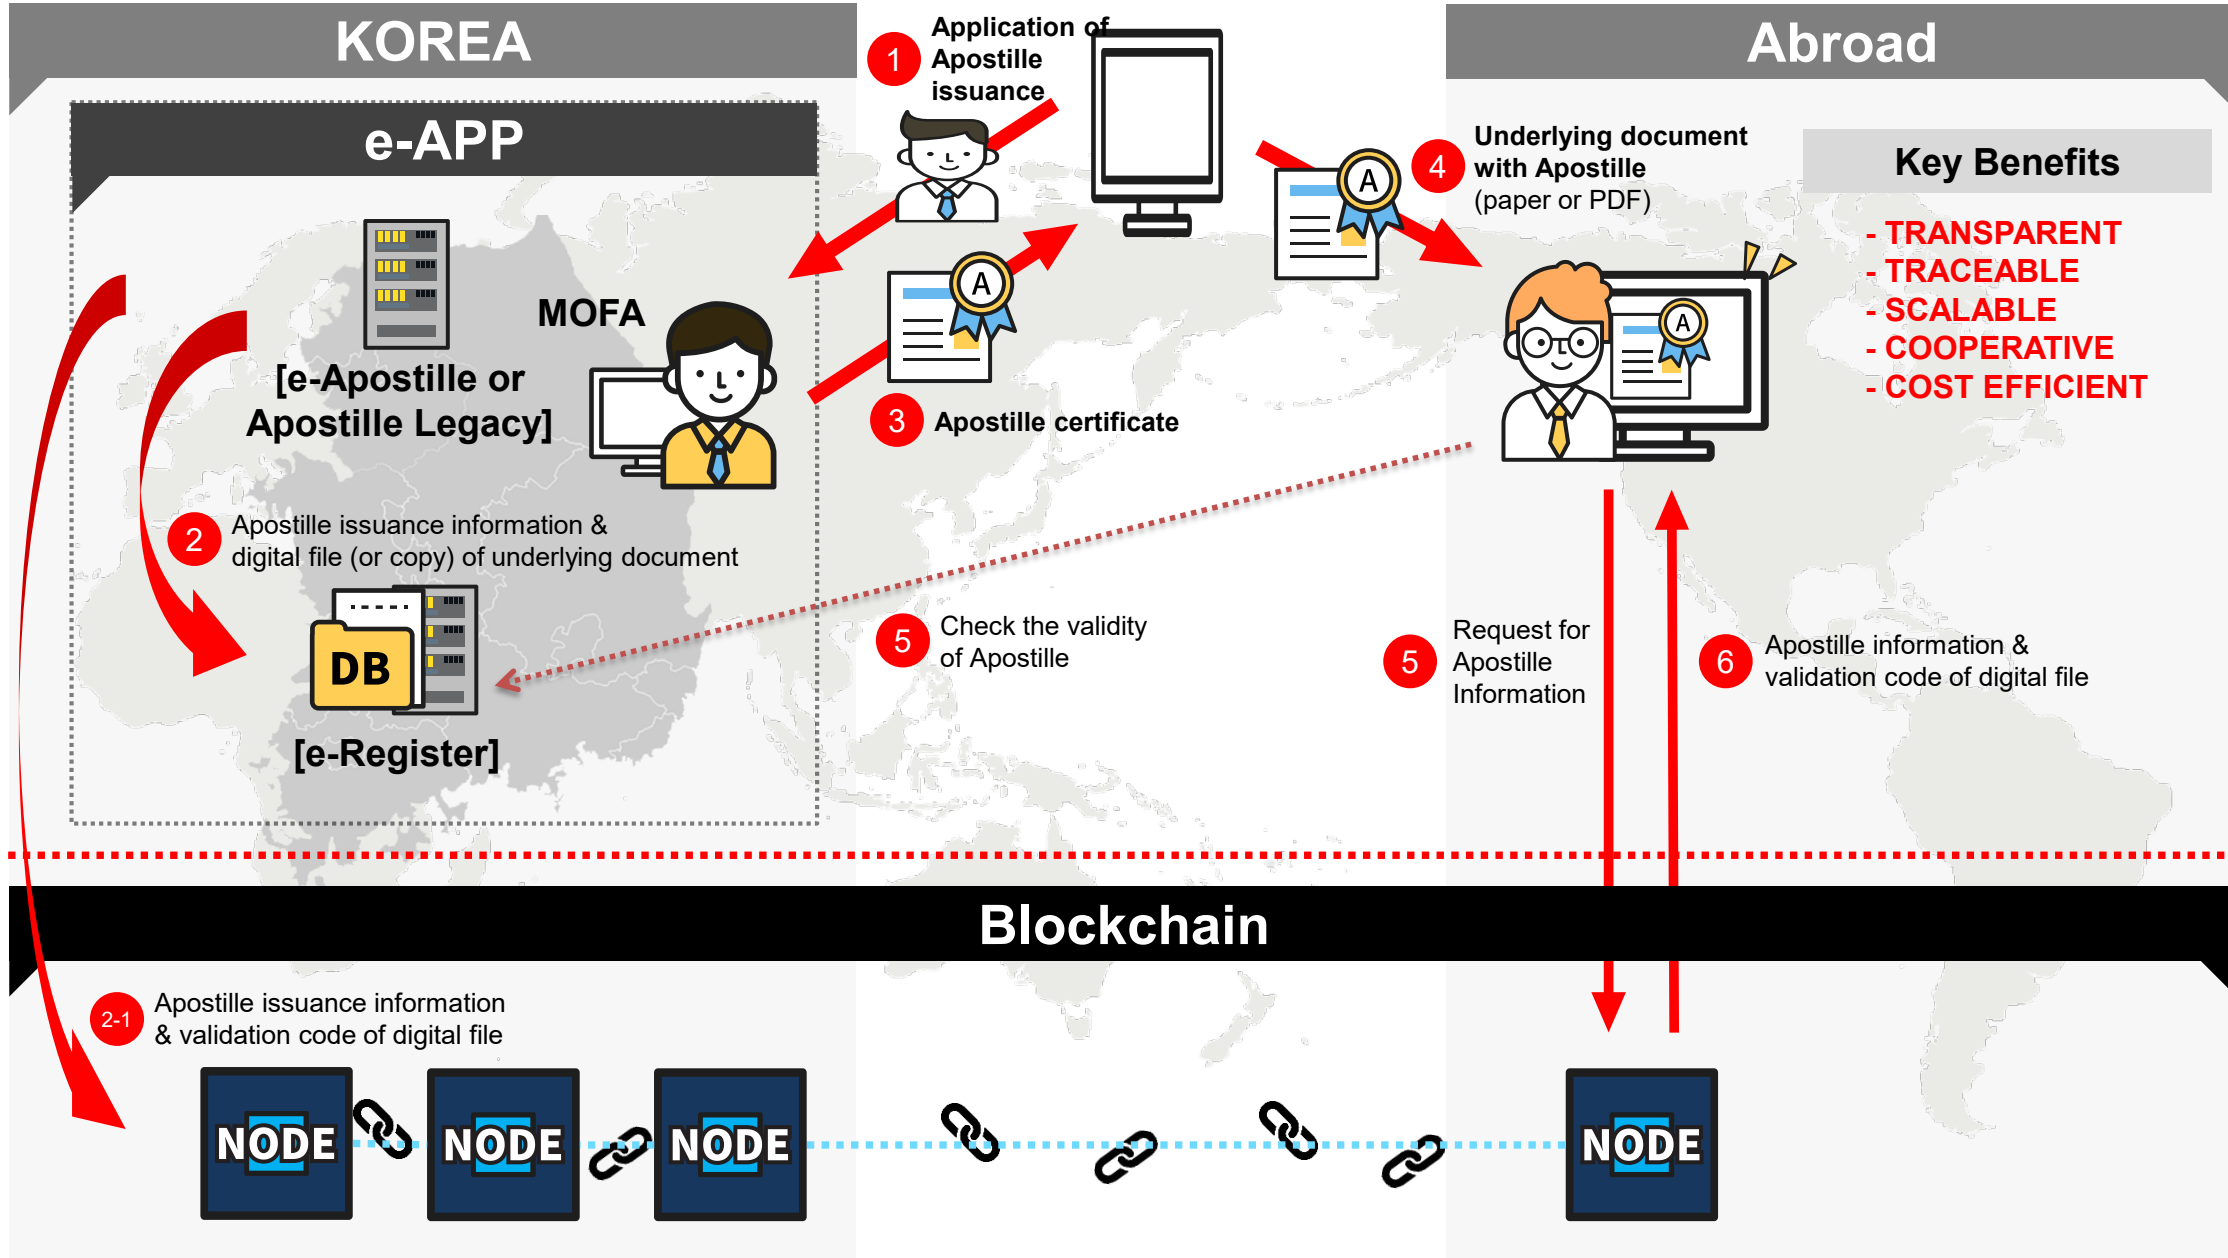 KOREA
e-APP
[e-Apostille or
Apostille Legacy]
MOFA
2
Apostille issuance information &
digital file (or copy) of underlying document
DB
[e-Register]
1
Application of
Apostille
issuance
A
3
Apostille certificate
4
Underlying document
with Apostille
(paper or PDF)
A
5
Check the validity
of Apostille
Abroad
Key Benefits
- TRANSPARENT
- TRACEABLE
- SCALABLE
- COOPERATIVE
- COST EFFICIENT
A
5
Request for
Apostille
Information
6
Apostille information &
validation code of digital file
Blockchain
2-1
Apostille issuance information
& validation code of digital file
NODE
NODE
NODE
NODE